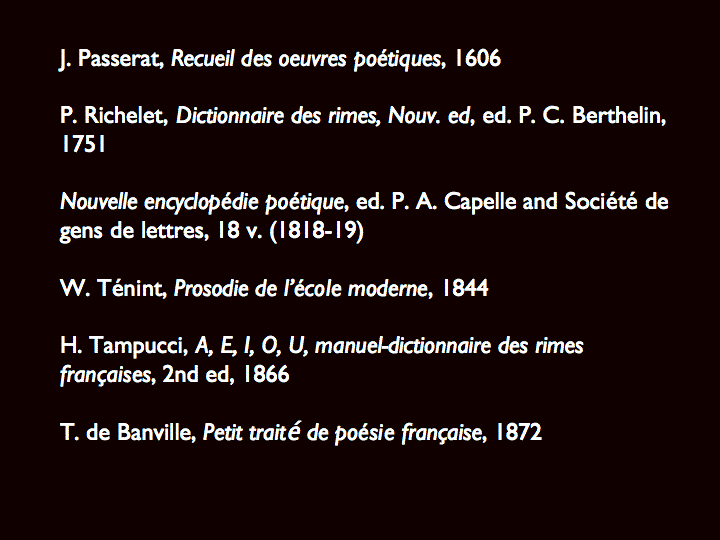 J. Passerat, Recueil des oeuvres poétiques, 1606
P. Richelet, Dictionnaire des rimes, Nouv. ed, ed. P. C. Berthelin,
1751
Nouvelle encyclopédie poétique, ed. P. A. Capelle and Société de
gens de lettres, 18 v. (1818-19)
W. Ténint, Prosodie de l’école moderne, 1844
H. Tampucci, A, E, I, O, U, manuel-dictionnaire des rimes
françaises, 2nd ed, 1866
T. de Banville, Petit traité de poésie française, 1872